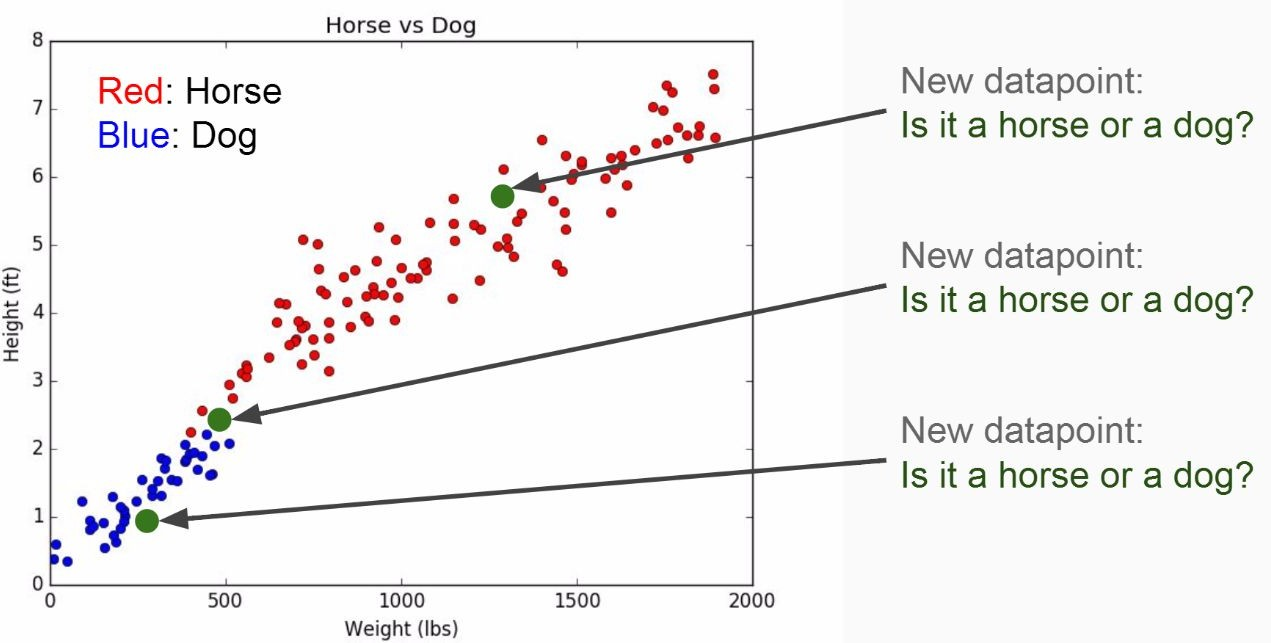 Horse vs Dog
Red: Horse
Blue: Dog
8
7
6
5
4
3
2
1
0
Height (ft)
0 500 1000 1500 2000
Weight (lbs)
New datapoint:
Is it a horse or a dog?
New datapoint:
Is it a horse or a dog?
New datapoint:
Is it a horse or a dog?